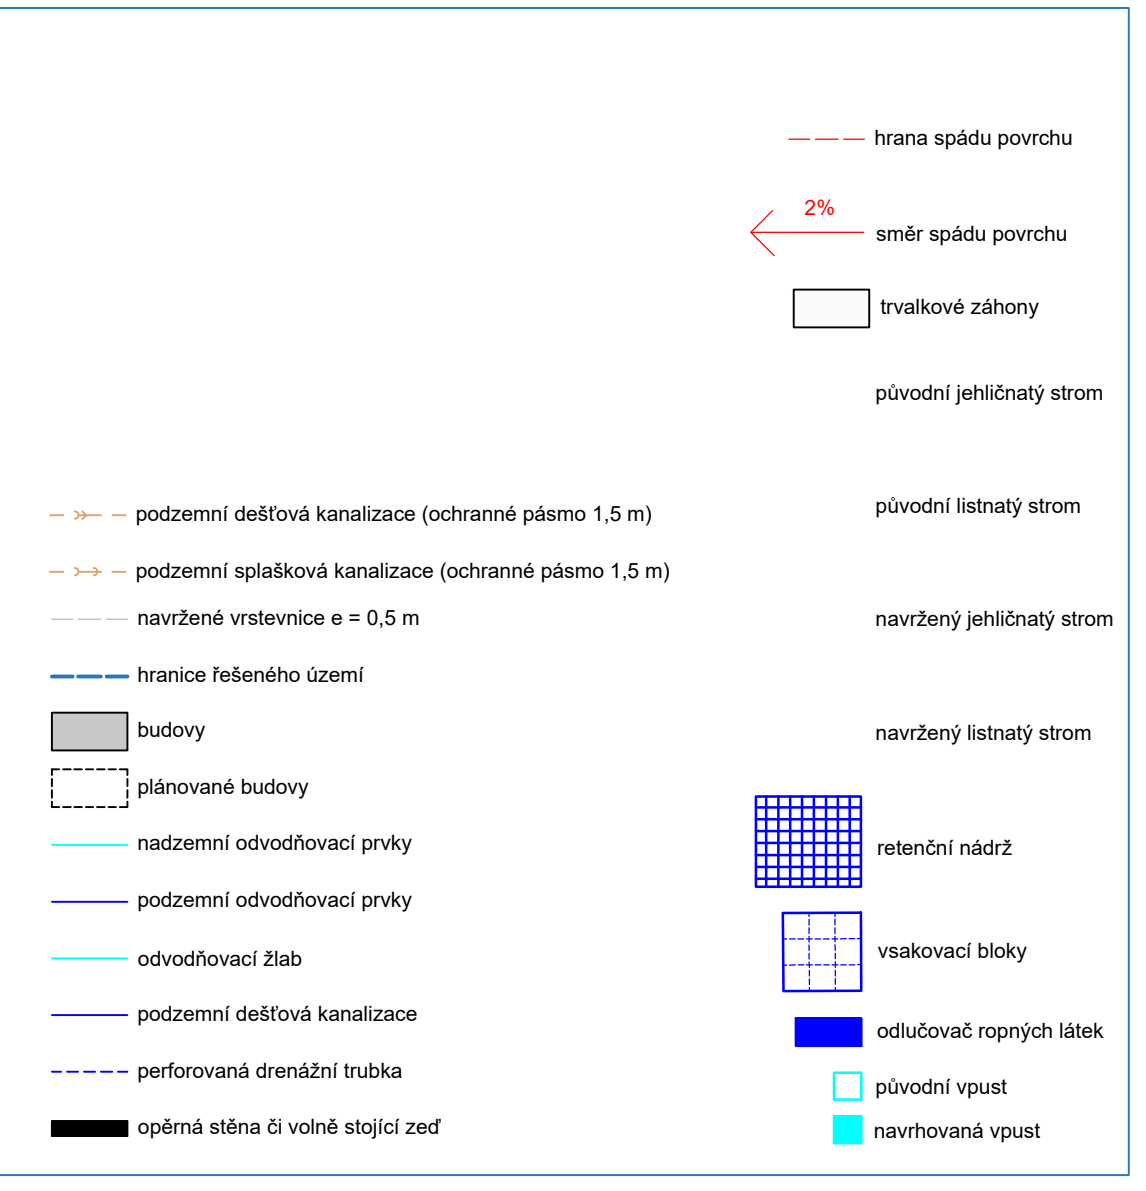 podzemní dešťová kanalizace (ochranné pásmo 1,5 m)
podzemní splašková kanalizace (ochranné pásmo 1,5 m)
navržené vrstevnice e = 0,5 m
hranice řešeného území
budovy
plánované budovy
nadzemní odvodňovací prvky
podzemní odvodňovací prvky
odvodňovací žlab
podzemní dešťová kanalizace
perforovaná drenážní trubka
opěrná stěna či volně stojící zeď
hrana spádu povrchu
2%
směr spádu povrchu
trvalkové záhony
původní jehličnatý strom
původní listnatý strom
navržený jehličnatý strom
navržený listnatý strom
retenční nádrž
vsakovací bloky
odlučovač ropných látek
původní vpust
navrhovaná vpust